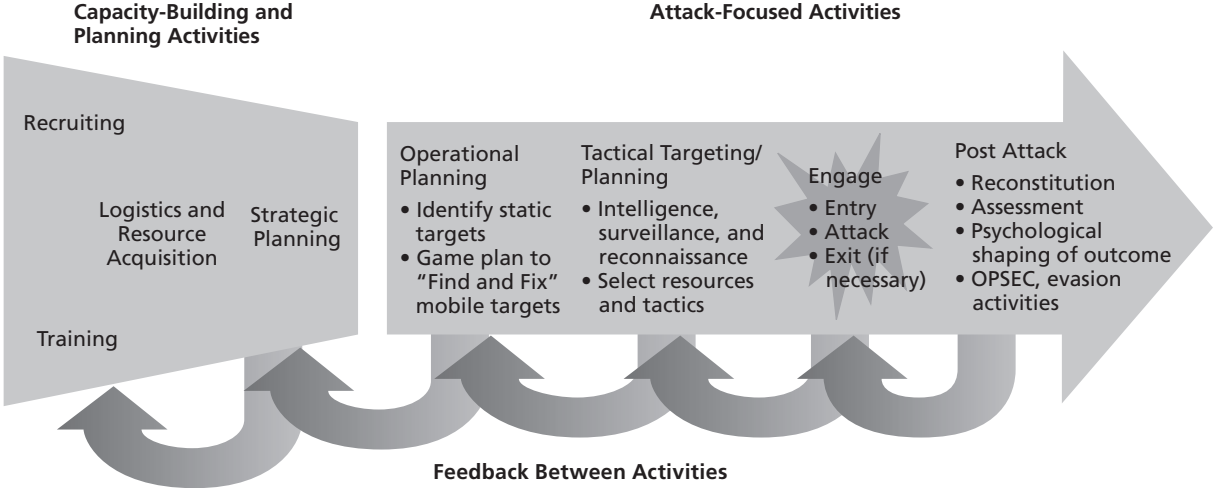 Capacity-Building and
Planning Activities
Attack-Focused Activities
Recruiting
Logistics and
Resource
Acquisition
Strategic
Planning
Training
Operational
Planning
• Identify static
targets
• Game plan to
“Find and Fix”
mobile targets
Tactical Targeting/
Planning
• Intelligence,
surveillance, and
reconnaissance
• Select resources
and tactics
Engage
• Entry
• Attack
• Exit (if
necessary)
Post Attack
• Reconstitution
• Assessment
• Psychological
shaping of outcome
• OPSEC, evasion
activities
Feedback Between Activities